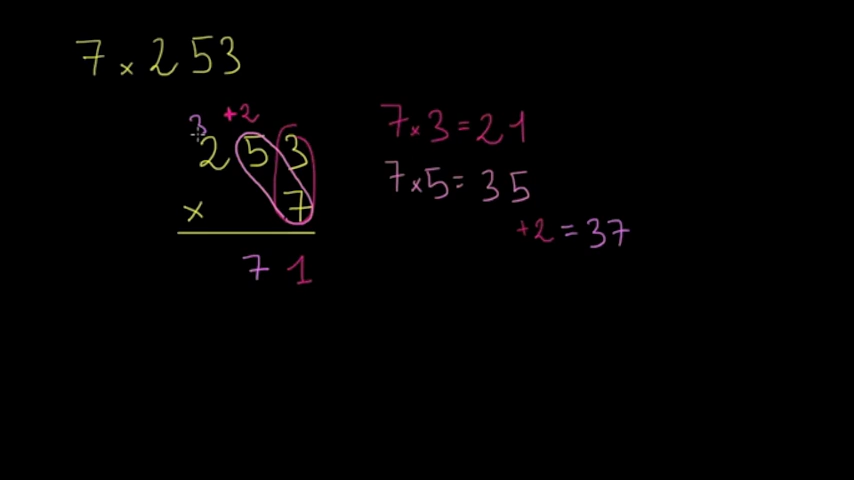 7 × 253
3 +2
253 7 × 3 = 21
× 7 7 × 5 = 35
+2 = 37
71